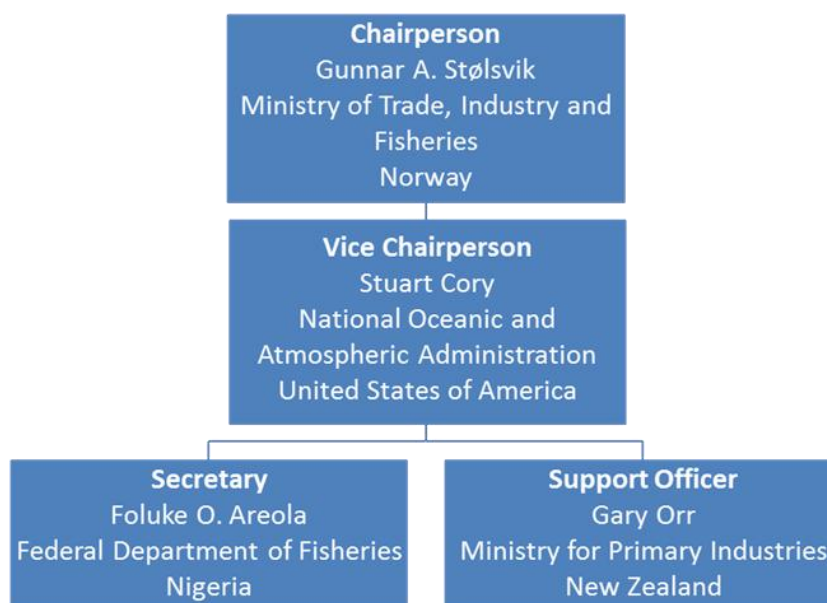 Chairperson
Gunnar A. Stølsvik
Ministry of Trade, Industry and
Fisheries
Norway
Vice Chairperson
Stuart Cory
National Oceanic and
Atmospheric Administration
United States of America
Secretary
Foluke O. Areola
Federal Department of Fisheries
Nigeria
Support Officer
Gary Orr
Ministry for Primary Industries
New Zealand